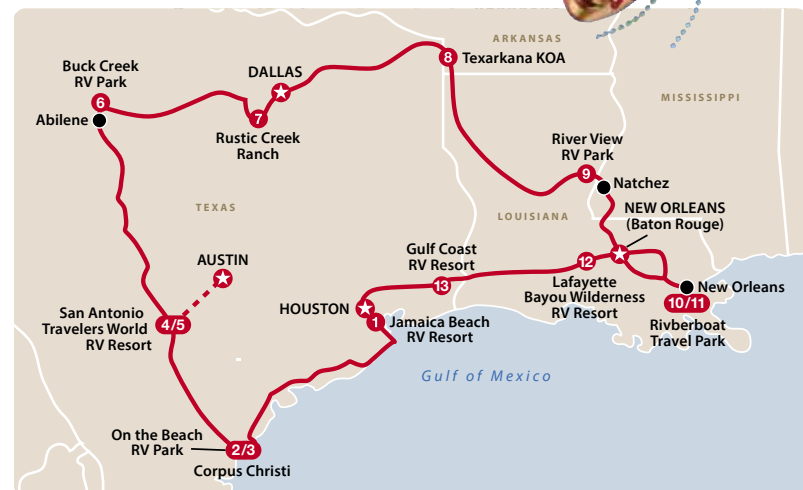 ARKANSAS
Buck Creek
RV Park
6
Abilene
DALLAS
7
Rustic Creek
Ranch
8
Texarkana KOA
MISSISSIPPI
River View
RV Park
9
Natchez
TEXAS
LOUISIANA
NEW ORLEANS
(Baton Rouge)
AUSTIN
Gulf Coast
RV Resort
13
12
Lafayette
Bayou Wilderness
RV Resort
New Orleans
10/11
Rivberboat
Travel Park
San Antonio
Travelers World
RV Resort
4/5
HOUSTON
1
Jamaica Beach
RV Resort
Gulf of Mexico
On the Beach
RV Park
2/3
Corpus Christi